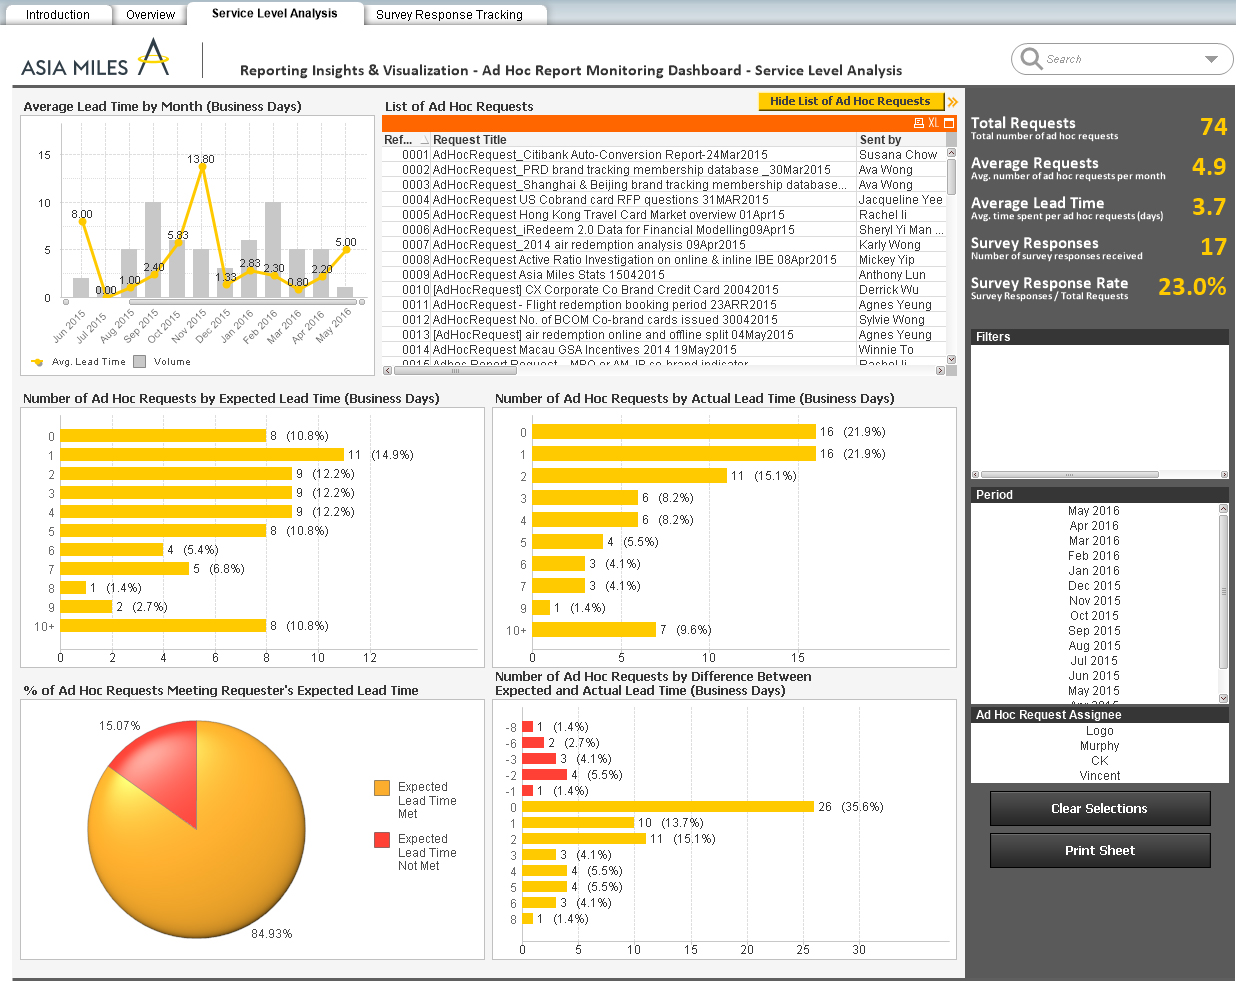 Introduction
Overview
Service Level Analysis
Survey Response Tracking
ASIA MILES
Reporting Insights & Visualization - Ad Hoc Report Monitoring Dashboard - Service Level Analysis
Search
Average Lead Time by Month (Business Days)
15
10
5
0
8.00
0.00
1.00
2.40
5.83
13.80
1.33
2.83
2.30
0.80
2.20
5.00
Jun 2015
Jul 2015
Aug 2015
Sep 2015
Oct 2015
Nov 2015
Dec 2015
Jan 2016
Feb 2016
Mar 2016
Apr 2016
May 2016
Avg. Lead Time
Volume
List of Ad Hoc Requests
Hide List of Ad Hoc Requests
XL
Ref... Request Title Sent by
0001 AdHocRequest_Citibank Auto-Conversion Report-24Mar2015 Susana Chow
0002 AdHocRequest_PRD brand tracking membership database _30Mar2015 Ava Wong
0003 AdHocRequest_Shanghai & Beijing brand tracking membership database... Ava Wong
0004 AdHocRequest US Cobrand card RFP questions 31MAR2015 Jacqueline Yee
0005 AdHocRequest Hong Kong Travel Card Market overview 01Apr15 Rachel li
0006 AdHocRequest_iRedeem 2.0 Data for Financial Modelling09Apr15 Sheryl Yi Man ...
0007 AdHocRequest_2014 air redemption analysis 09Apr2015 Karly Wong
0008 AdHocRequest Active Ratio Investigation on online & inline IBE 08Apr2015 Mickey Yip
0009 AdHocRequest Asia Miles Stats 15042015 Anthony Lun
0010 [AdHocRequest] CX Corporate Co Brand Credit Card 20042015 Derrick Wu
0011 AdHocRequest - Flight redemption booking period 23ARR2015 Agnes Yeung
0012 AdHocRequest No. of BCOM Co-brand cards issued 30042015 Sylvie Wong
0013 [AdHocRequest] air redemption online and offline split 04May2015 Agnes Yeung
0014 AdHocRequest Macau GSA Incentives 2014 19May2015 Winnie To
0015 Adhoc Report Request - MPO or AM JP co-brand indicator Rachel li
Total Requests 74
Total number of ad hoc requests
Average Requests 4.9
Avg. number of ad hoc requests per month
Average Lead Time 3.7
Avg. time spent per ad hoc requests (days)
Survey Responses 17
Number of survey responses received
Survey Response Rate 23.0%
Survey Responses / Total Requests
Filters
Period
May 2016
Apr 2016
Mar 2016
Feb 2016
Jan 2016
Dec 2015
Nov 2015
Oct 2015
Sep 2015
Aug 2015
Jul 2015
Jun 2015
May 2015
Apr 2015
Ad Hoc Request Assignee
Logo
Murphy
CK
Vincent
Clear Selections
Print Sheet
Number of Ad Hoc Requests by Expected Lead Time (Business Days)
0 8 (10.8%)
1 11 (14.9%)
2 9 (12.2%)
3 9 (12.2%)
4 9 (12.2%)
5 8 (10.8%)
6 4 (5.4%)
7 5 (6.8%)
8 1 (1.4%)
9 2 (2.7%)
10+ 8 (10.8%)
0 2 4 6 8 10 12
Number of Ad Hoc Requests by Actual Lead Time (Business Days)
0 16 (21.9%)
1 16 (21.9%)
2 11 (15.1%)
3 6 (8.2%)
4 6 (8.2%)
5 4 (5.5%)
6 3 (4.1%)
7 3 (4.1%)
9 1 (1.4%)
10+ 7 (9.6%)
0 5 10 15
% of Ad Hoc Requests Meeting Requester's Expected Lead Time
15.07%
84.93%
Expected
Lead Time
Met
Expected
Lead Time
Not Met
Number of Ad Hoc Requests by Difference Between
Expected and Actual Lead Time (Business Days)
-8 1 (1.4%)
-6 2 (2.7%)
-3 3 (4.1%)
-2 4 (5.5%)
-1 1 (1.4%)
0 26 (35.6%)
1 10 (13.7%)
2 11 (15.1%)
3 3 (4.1%)
4 4 (5.5%)
5 4 (5.5%)
6 3 (4.1%)
8 1 (1.4%)
0 5 10 15 20 25 30